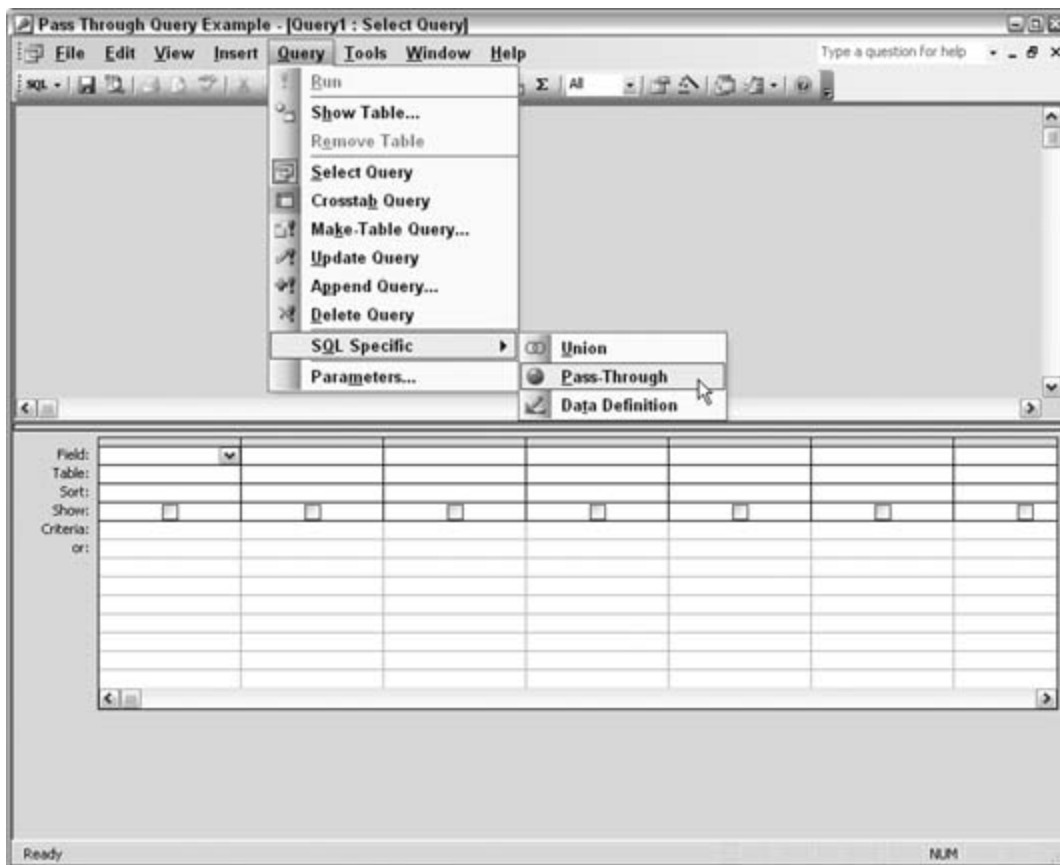 Pass Through Query Example - [Query1 : Select Query]
File Edit View Insert Query Tools Window Help Type a question for help
SQL Σ All
Run
Show Table...
Remove Table
Select Query
Crosstab Query
Make-Table Query...
Update Query
Append Query...
Delete Query
SQL Specific
Parameters...
Union
Pass-Through
Data Definition
Field:
Table:
Sort:
Show:
Criteria:
or:
Ready NUM